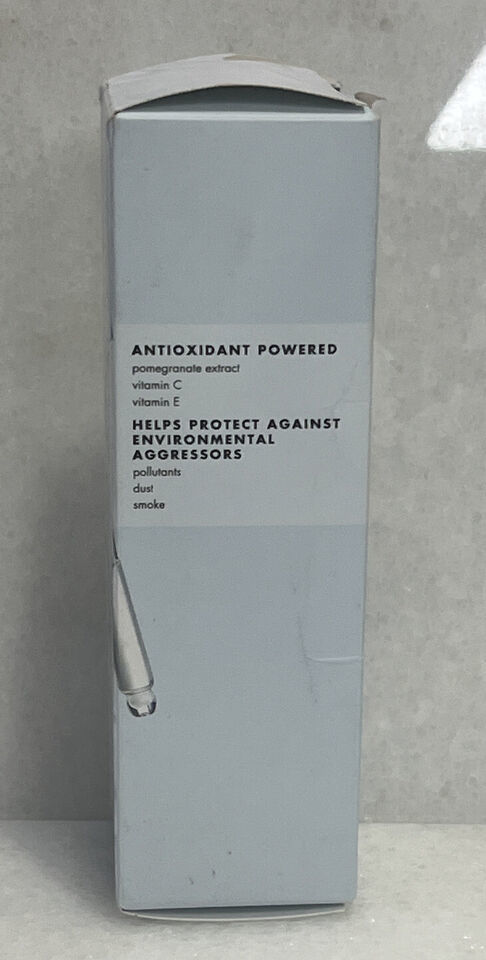 ANTIOXIDANT POWERED
pomegranate extract
vitamin C
vitamin E
HELPS PROTECT AGAINST
ENVIRONMENTAL
AGGRESSORS
pollutants
dust
smoke